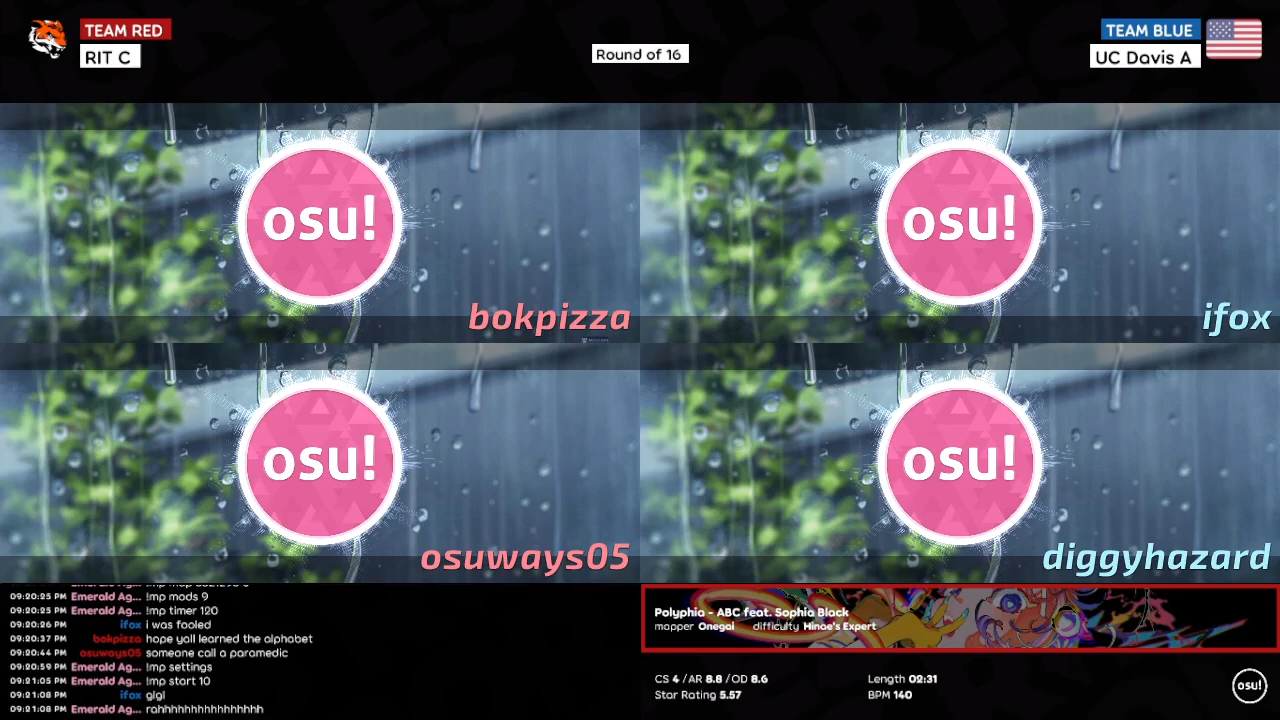 TEAM RED
RIT C
Round of 16
TEAM BLUE
UC Davis A
osu!
bokpizza
osu!
ifox
osu!
osuways05
osu!
diggyhazard
09:20:25 PM Emerald Ag... !mp mods 9
09:20:25 PM Emerald Ag... !mp timer 120
09:20:26 PM ifox i was fooled
09:20:37 PM bokpizza hope yall learned the alphabet
09:20:44 PM osuways05 someone call a paramedic
09:20:59 PM Emerald Ag... !mp settings
09:21:05 PM Emerald Ag... !mp start 10
09:21:08 PM ifox glgl
09:21:08 PM Emerald Ag... rahhhhhhhhhhhhhhhh
Polyphia - ABC feat. Sophia Black
mapper Onegai difficulty Hinae's Expert
CS 4 / AR 8.8 / OD 8.6
Star Rating 5.57
Length 02:31
BPM 140
osu!